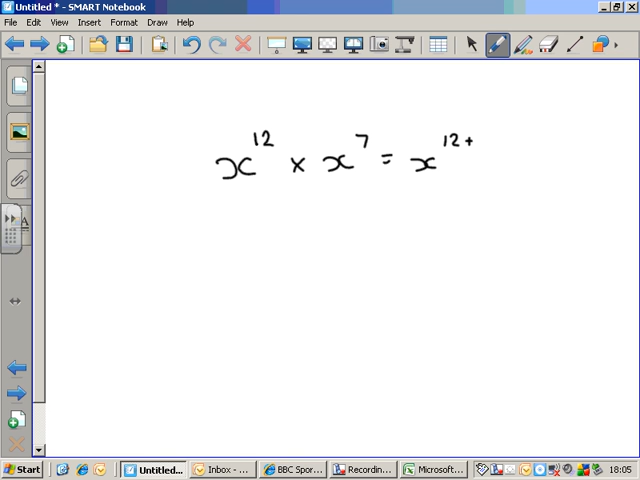 Untitled * - SMART Notebook
File Edit View Insert Format Draw Help
x¹² × x⁷ = x¹²⁺
A
Start Untitled... Inbox - ... BBC Spor... Recordin... Microsoft... 18:05